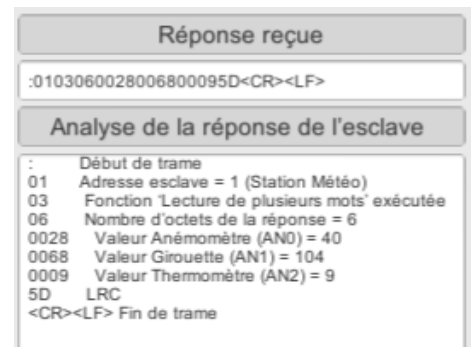 Réponse reçue
:0103060028006800095D<CR><LF>
Analyse de la réponse de l'esclave
: Début de trame
01 Adresse esclave = 1 (Station Météo)
03 Fonction 'Lecture de plusieurs mots' exécutée
06 Nombre d'octets de la réponse = 6
0028 Valeur Anémomètre (AN0) = 40
0068 Valeur Girouette (AN1) = 104
0009 Valeur Thermomètre (AN2) = 9
5D LRC
<CR><LF> Fin de trame